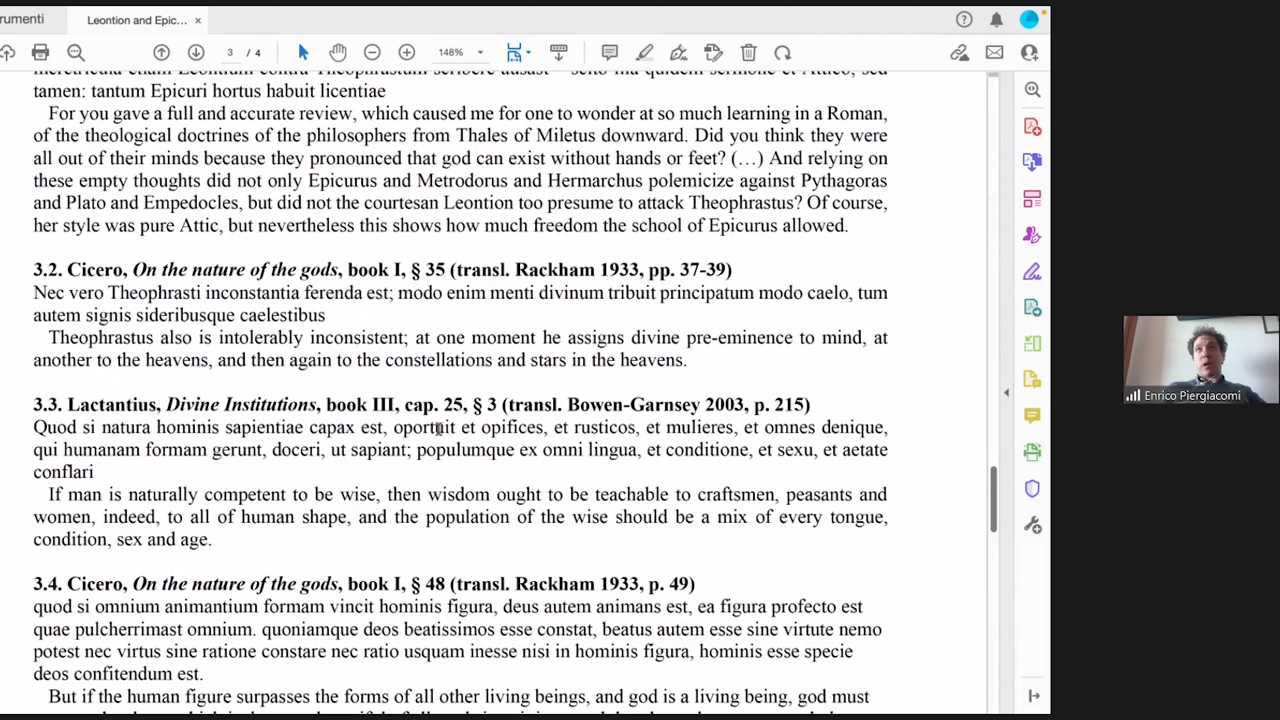 rumenti
Leontion and Epic... ×
3 / 4
148%
tamen: tantum Epicuri hortus habuit licentiae
For you gave a full and accurate review, which caused me for one to wonder at so much learning in a Roman,
of the theological doctrines of the philosophers from Thales of Miletus downward. Did you think they were
all out of their minds because they pronounced that god can exist without hands or feet? (…) And relying on
these empty thoughts did not only Epicurus and Metrodorus and Hermarchus polemicize against Pythagoras
and Plato and Empedocles, but did not the courtesan Leontion too presume to attack Theophrastus? Of course,
her style was pure Attic, but nevertheless this shows how much freedom the school of Epicurus allowed.
3.2. Cicero, On the nature of the gods, book I, § 35 (transl. Rackham 1933, pp. 37-39)
Nec vero Theophrasti inconstantia ferenda est; modo enim menti divinum tribuit principatum modo caelo, tum
autem signis sideribusque caelestibus
Theophrastus also is intolerably inconsistent; at one moment he assigns divine pre-eminence to mind, at
another to the heavens, and then again to the constellations and stars in the heavens.
3.3. Lactantius, Divine Institutions, book III, cap. 25, § 3 (transl. Bowen-Garnsey 2003, p. 215)
Quod si natura hominis sapientiae capax est, oportuit et opifices, et rusticos, et mulieres, et omnes denique,
qui humanam formam gerunt, doceri, ut sapiant; populumque ex omni lingua, et conditione, et sexu, et aetate
conflari
If man is naturally competent to be wise, then wisdom ought to be teachable to craftsmen, peasants and
women, indeed, to all of human shape, and the population of the wise should be a mix of every tongue,
condition, sex and age.
3.4. Cicero, On the nature of the gods, book I, § 48 (transl. Rackham 1933, p. 49)
quod si omnium animantium formam vincit hominis figura, deus autem animans est, ea figura profecto est
quae pulcherrimast omnium. quoniamque deos beatissimos esse constat, beatus autem esse sine virtute nemo
potest nec virtus sine ratione constare nec ratio usquam inesse nisi in hominis figura, hominis esse specie
deos confitendum est.
But if the human figure surpasses the forms of all other living beings, and god is a living being, god must
Enrico Piergiacomi